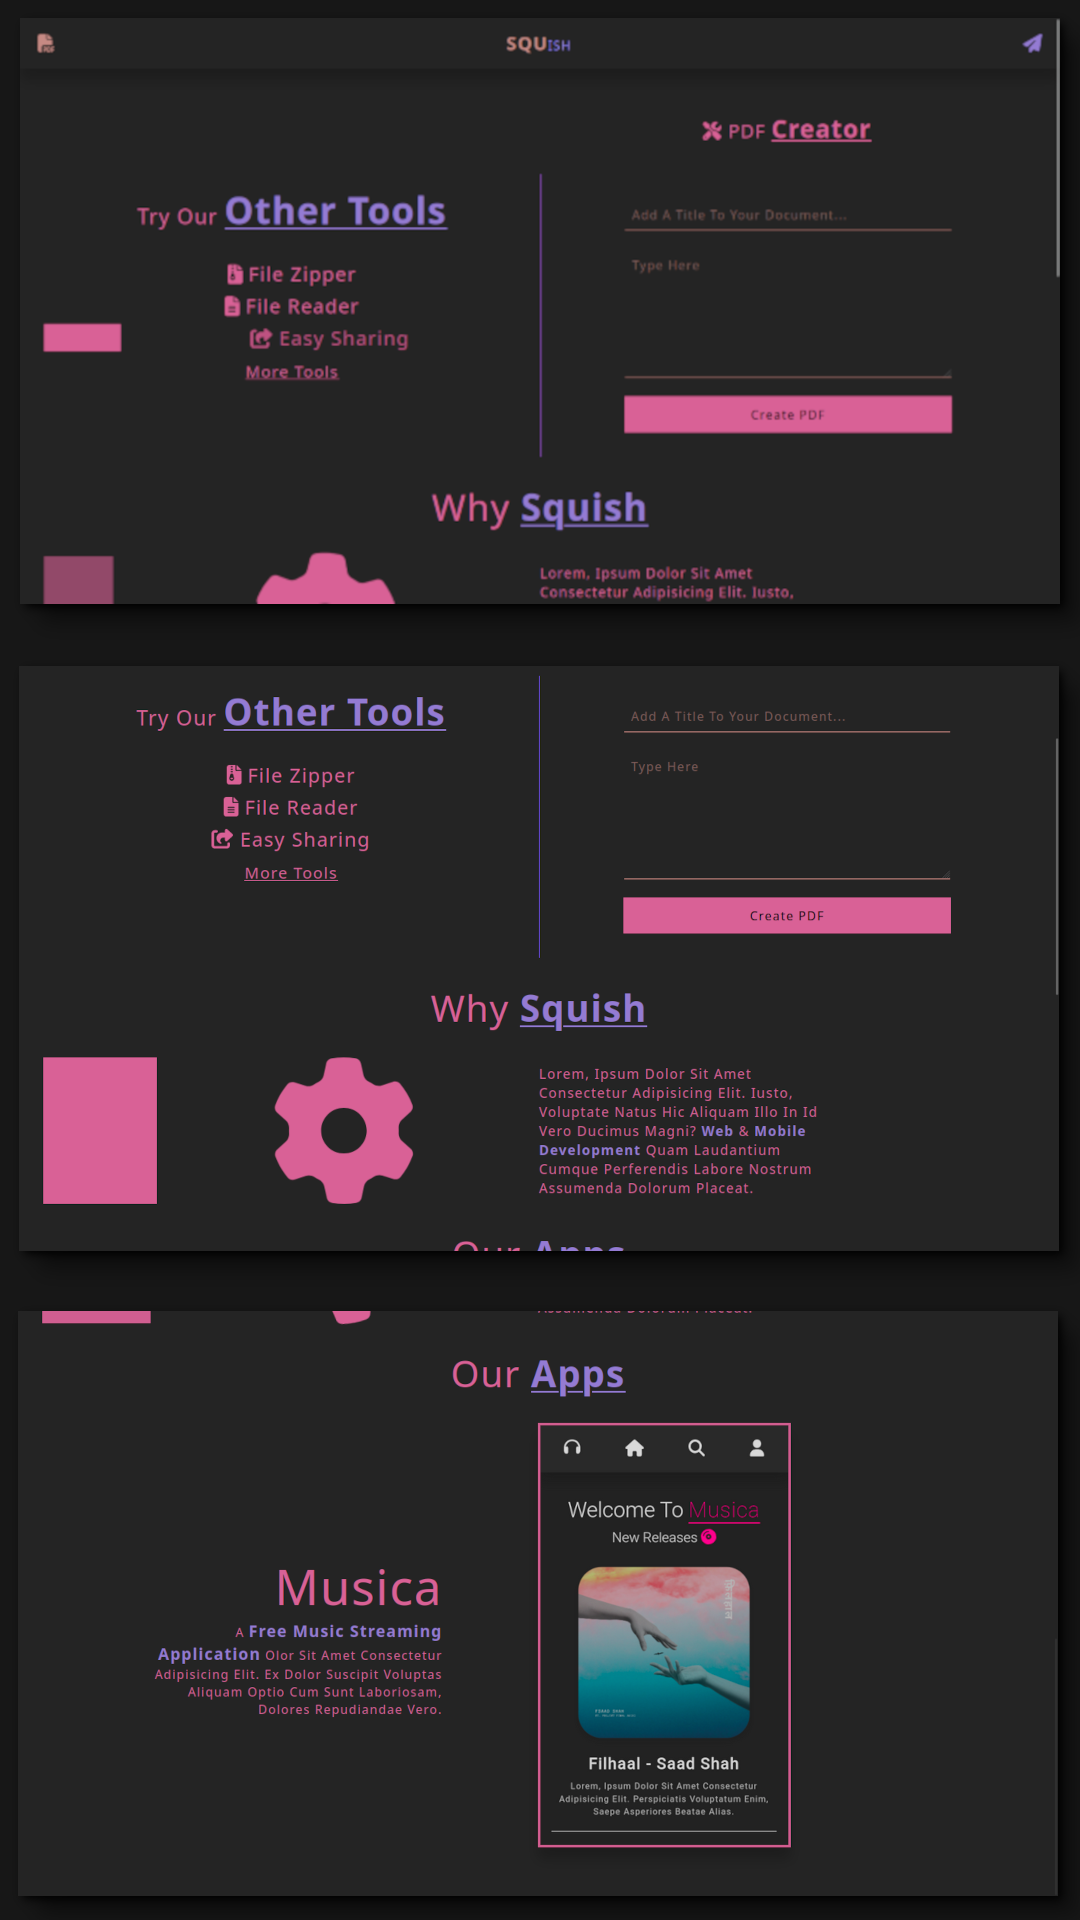 SQUISH
PDF Creator
Try Our Other Tools
File Zipper
File Reader
Easy Sharing
More Tools
Add A Title To Your Document...
Type Here
Create PDF
Why Squish
Lorem, Ipsum Dolor Sit Amet
Consectetur Adipisicing Elit. Iusto,
Try Our Other Tools
File Zipper
File Reader
Easy Sharing
More Tools
Add A Title To Your Document...
Type Here
Create PDF
Why Squish
Lorem, Ipsum Dolor Sit Amet
Consectetur Adipisicing Elit. Iusto,
Voluptate Natus Hic Aliquam Illo In Id
Vero Ducimus Magni? Web & Mobile
Development Quam Laudantium
Cumque Perferendis Labore Nostrum
Assumenda Dolorum Placeat.
Our Apps
Assumenda Dolorum Placeat.
Our Apps
Musica
A Free Music Streaming
Application Olor Sit Amet Consectetur
Adipisicing Elit. Ex Dolor Suscipit Voluptas
Aliquam Optio Cum Sunt Laboriosam,
Dolores Repudiandae Vero.
Welcome To Musica
New Releases
Filhaal - Saad Shah
Lorem, Ipsum Dolor Sit Amet Consectetur
Adipisicing Elit. Perspiciatis Voluptatum Enim,
Saepe Asperiores Beatae Alias.